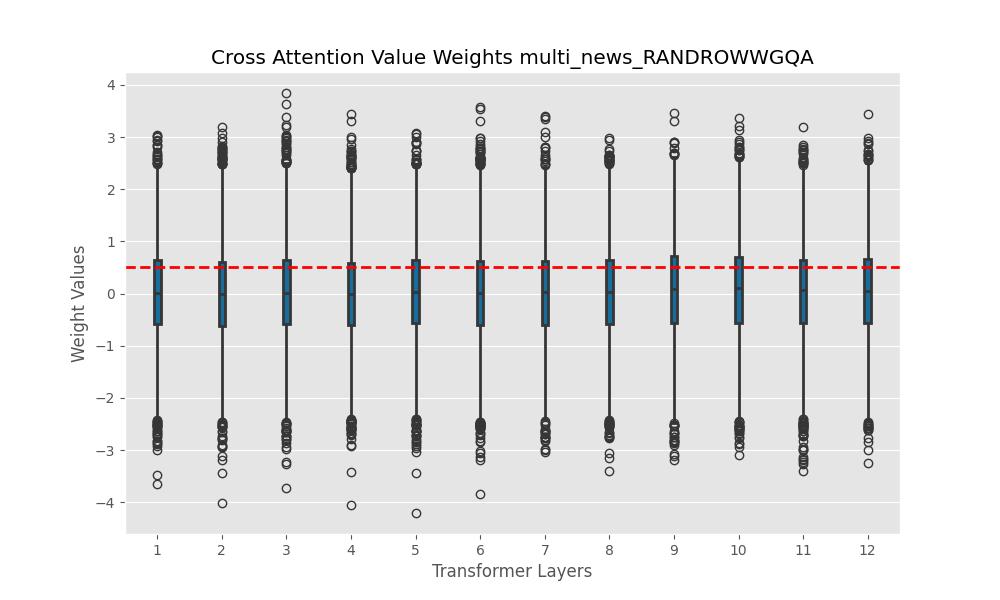 Cross Attention Value Weights multi_news_RANDROWWGQA
4
3
2
1
0
−1
−2
−3
−4
Weight Values
1 2 3 4 5 6 7 8 9 10 11 12
Transformer Layers